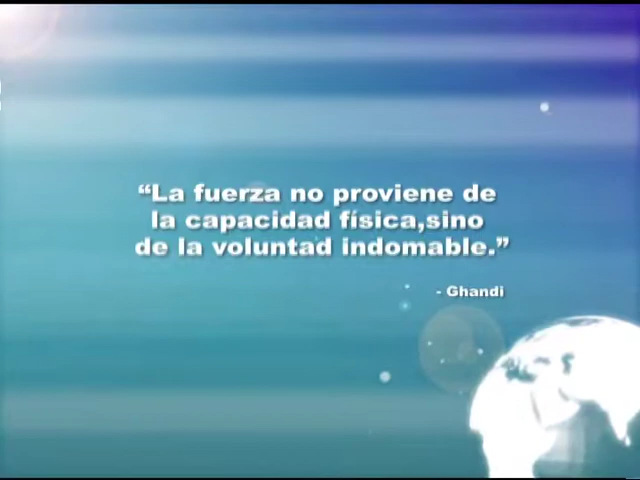 “La fuerza no proviene de
la capacidad física,sino
de la voluntad indomable.”
- Ghandi